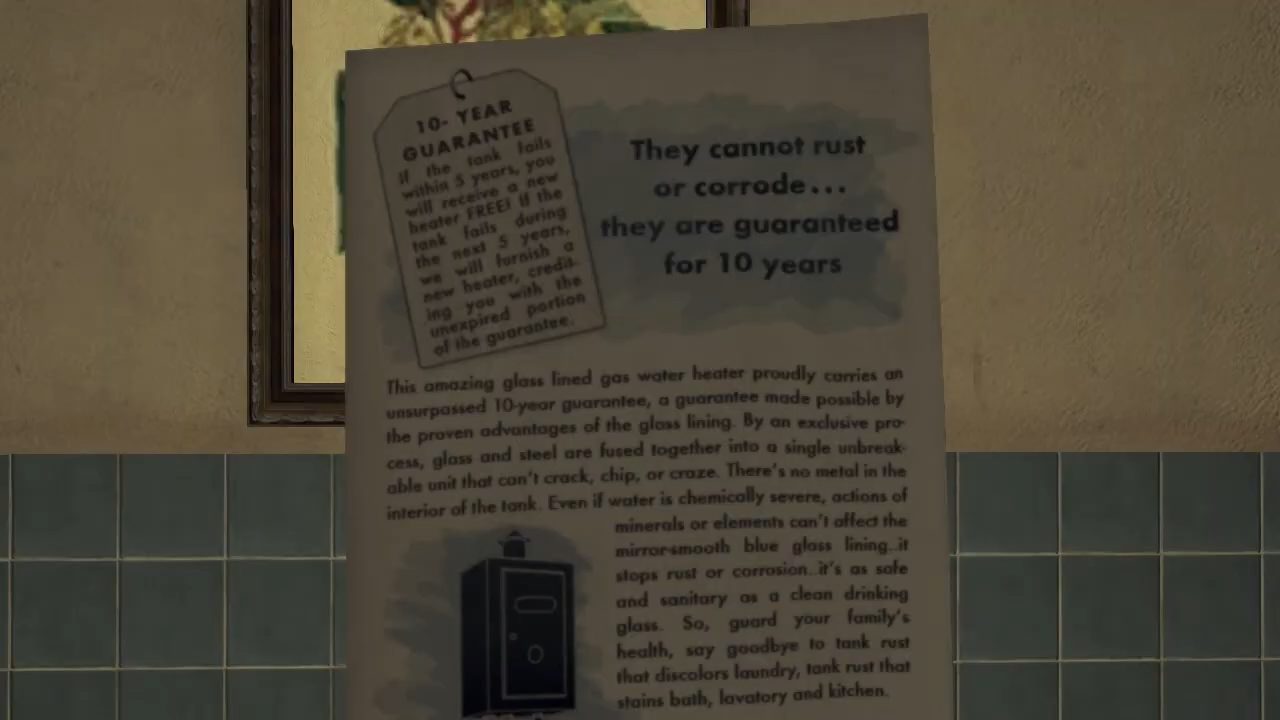 10- YEAR
GUARANTEE
If the tank fails
within 5 years, you
will receive a new
heater FREE! If the
tank fails during
the next 5 years,
we will furnish a
new heater, credit-
ing you with the
unexpired portion
of the guarantee.
They cannot rust
or corrode...
they are guaranteed
for 10 years
This amazing glass lined gas water heater proudly carries an
unsurpassed 10-year guarantee, a guarantee made possible by
the proven advantages of the glass lining. By an exclusive pro-
cess, glass and steel are fused together into a single unbreak-
able unit that can't crack, chip, or craze. There's no metal in the
interior of the tank. Even if water is chemically severe, actions of
minerals or elements can't affect the
mirror-smooth blue glass lining..it
stops rust or corrosion..it's as safe
and sanitary as a clean drinking
glass. So, guard your family's
health, say goodbye to tank rust
that discolors laundry, tank rust that
stains bath, lavatory and kitchen.